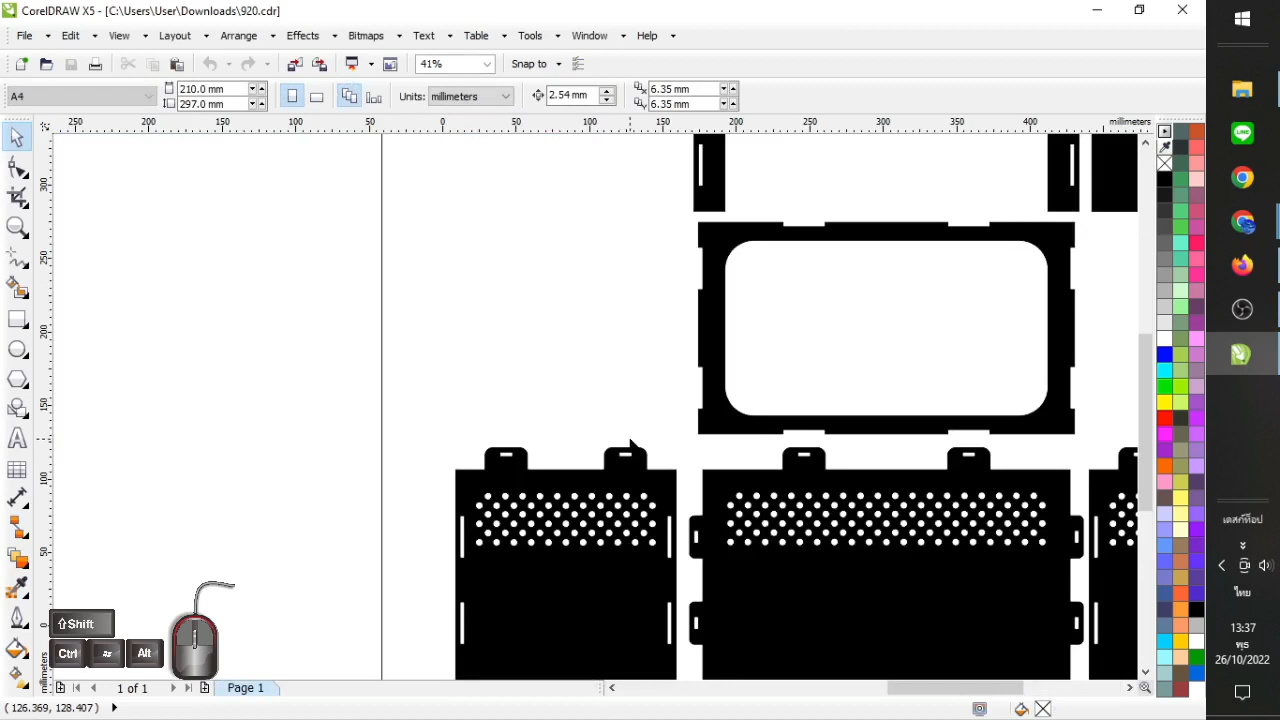 CorelDRAW X5 - [C:\Users\User\Downloads\920.cdr]
File Edit View Layout Arrange Effects Bitmaps Text Table Tools Window Help
41% Snap to
A4 210.0 mm 297.0 mm Units: millimeters 2.54 mm 6.35 mm 6.35 mm
250 200 150 100 50 0 50 100 150 200 250 300 350 400 millimeters
300
250
200
150
100
50
0
millimeters
LINE
เดสก์ท็อป
ไทย
13:37
พุธ
26/10/2022
⇧Shift
Ctrl Alt
1 of 1 Page 1
( 126.369, 128.407 )